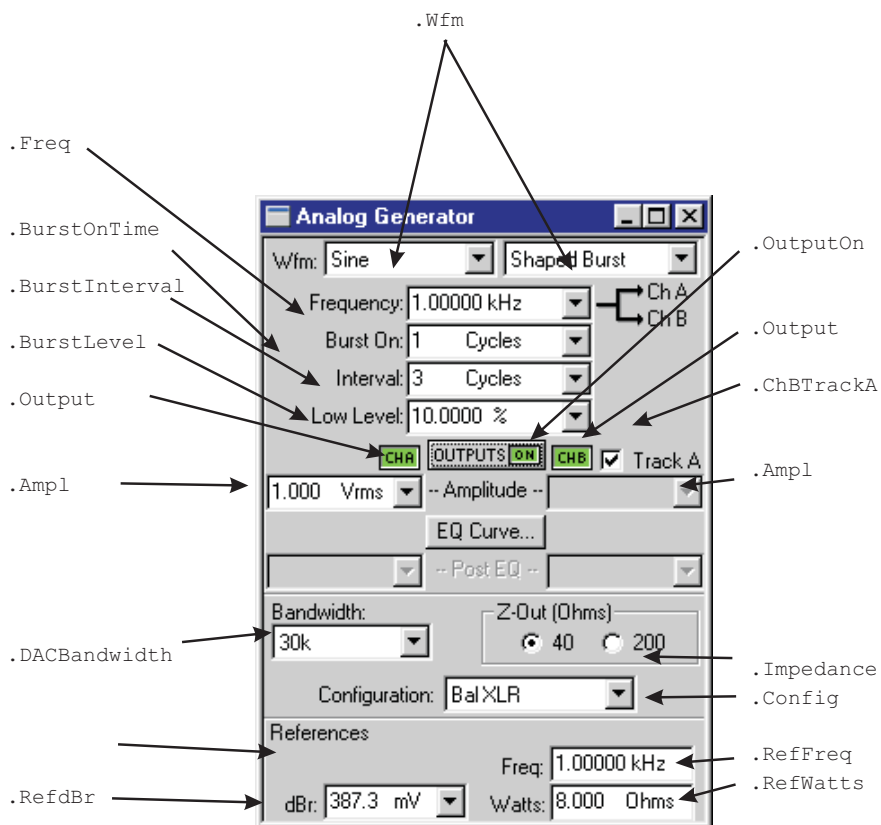 .Wfm
.Freq
Analog Generator
.BurstOnTime
.OutputOn
Wfm: Sine Shaped Burst
.BurstInterval
Frequency: 1.00000 kHz Ch A
Ch B
.BurstLevel
Burst On: 1 Cycles
.Output
Interval: 3 Cycles
.ChBTrackA
.Output
Low Level: 10.0000 %
CHA OUTPUTS ON CHB Track A
.Ampl
1.000 Vrms -- Amplitude --
.Ampl
EQ Curve...
-- Post EQ --
Bandwidth: Z-Out (Ohms)
30k 40 200
.DACBandwidth
.Impedance
Configuration: Bal XLR
.Config
References
Freq: 1.00000 kHz
.RefFreq
.RefdBr
dBr: 387.3 mV Watts: 8.000 Ohms
.RefWatts